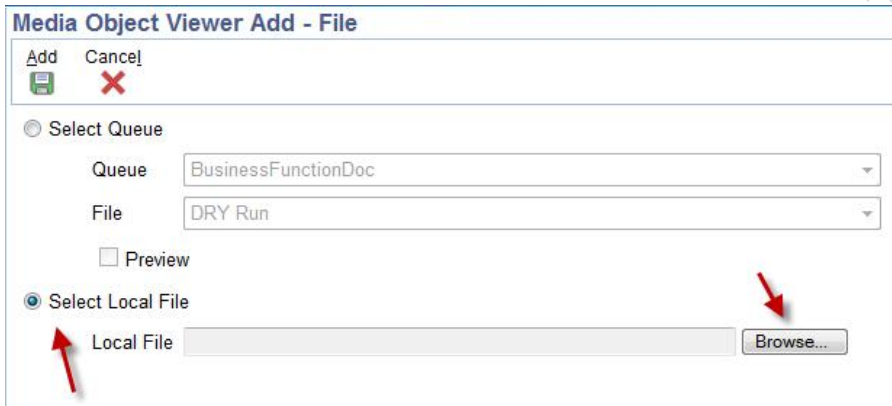 Media Object Viewer Add - File
Add Cancel
Select Queue
Queue BusinessFunctionDoc
File DRY Run
Preview
Select Local File
Local File Browse...